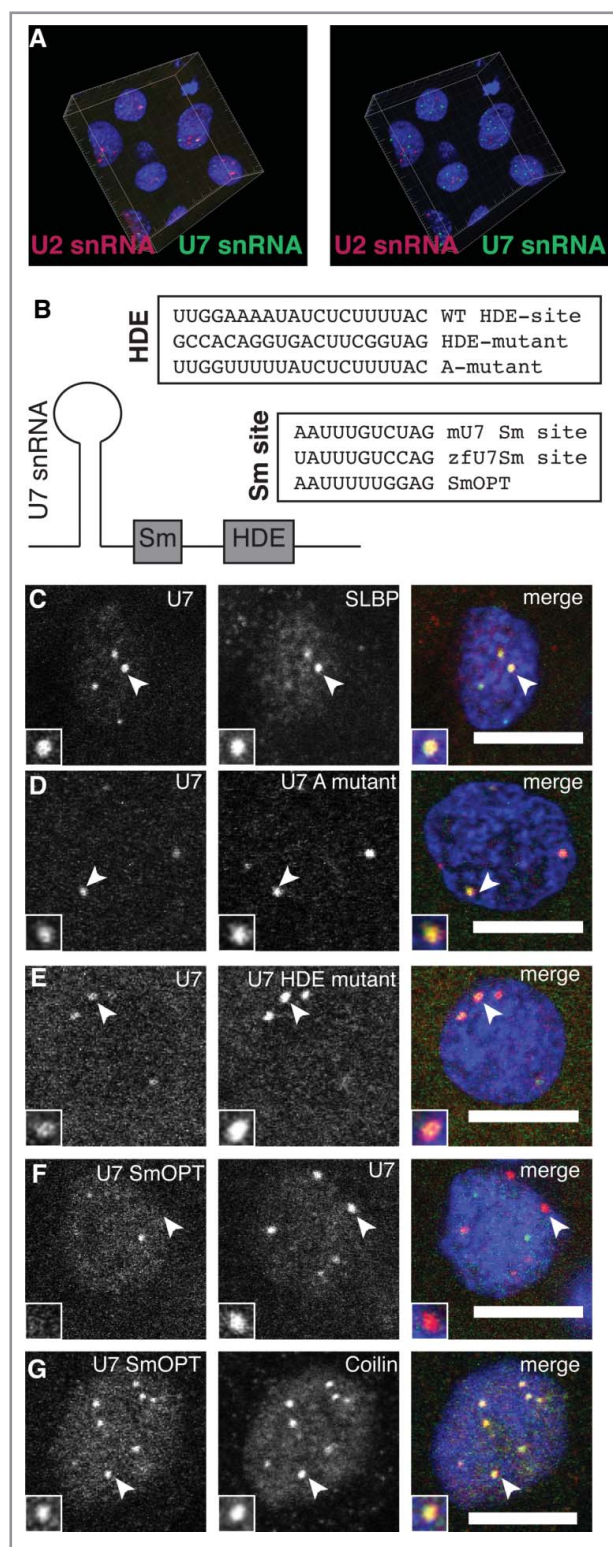 A
U2 snRNA U7 snRNA
U2 snRNA U7 snRNA
B
HDE
UUGGAAAAUAUCUCUUUUAC WT HDE-site
GCCACAGGUGACUUCGGUAG HDE-mutant
UUGGUUUUUAUCUCUUUUAC A-mutant
U7 snRNA
Sm site
AAUUUGUCUAG mU7 Sm site
UAUUUGUCCAG zfU7Sm site
AAUUUUUGGAG SmOPT
Sm
HDE
C U7 SLBP merge
D U7 U7 A mutant merge
E U7 U7 HDE mutant merge
F U7 SmOPT U7 merge
G U7 SmOPT Coilin merge